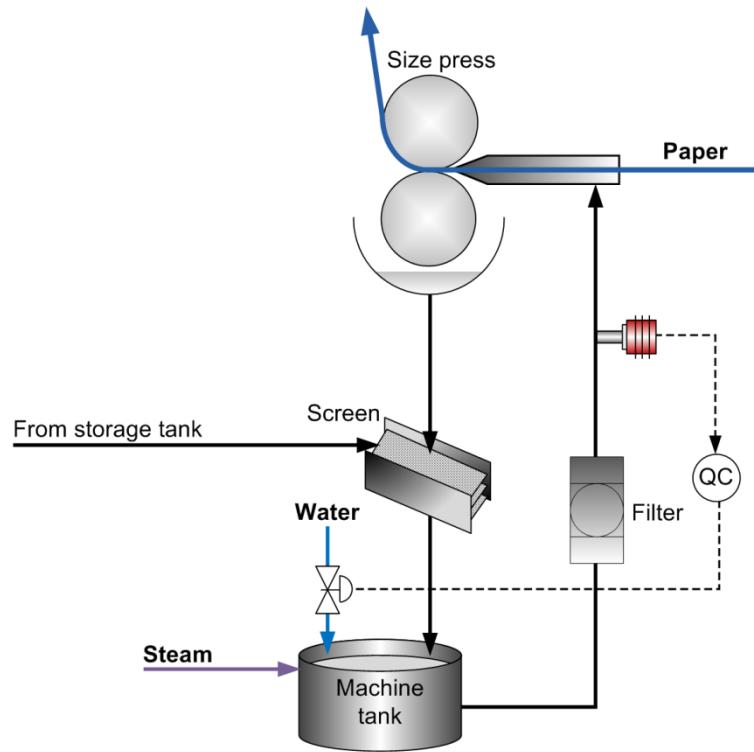 Size press
Paper
Screen
From storage tank
QC
Water
Filter
Steam
Machine
tank